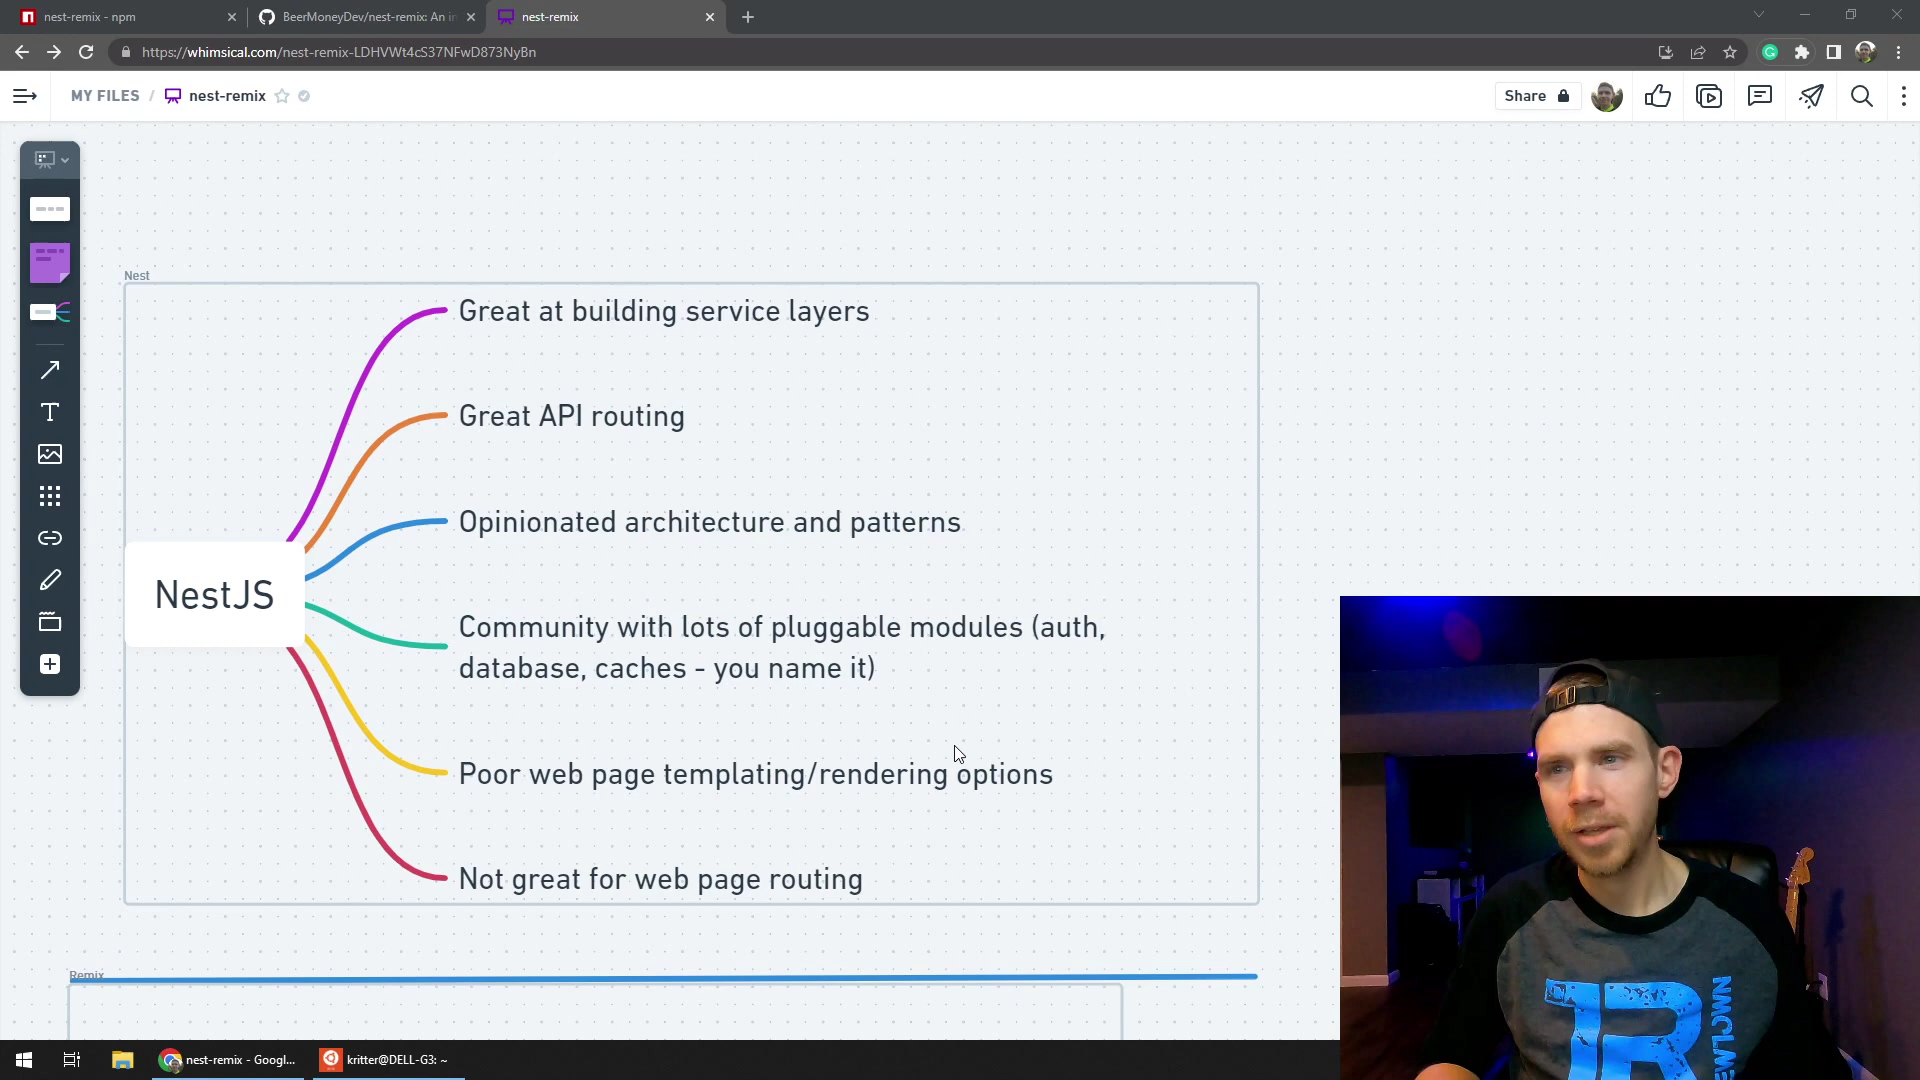 nest-remix - npm
BeerMoneyDev/nest-remix: An in
nest-remix
https://whimsical.com/nest-remix-LDHVWt4cS37NFwD873NyBn
MY FILES / nest-remix
Share
Nest
Great at building service layers
Great API routing
Opinionated architecture and patterns
NestJS
Community with lots of pluggable modules (auth,
database, caches - you name it)
Poor web page templating/rendering options
Not great for web page routing
Remix
nest-remix - Googl...
kritter@DELL-G3: ~